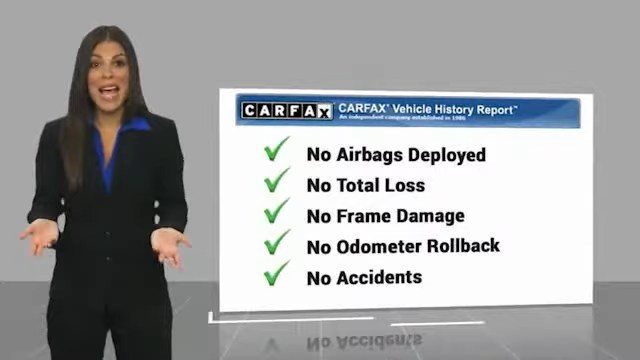 CARFAX CARFAX® Vehicle History Report™
An independent company established in 1986
No Airbags Deployed
No Total Loss
No Frame Damage
No Odometer Rollback
No Accidents